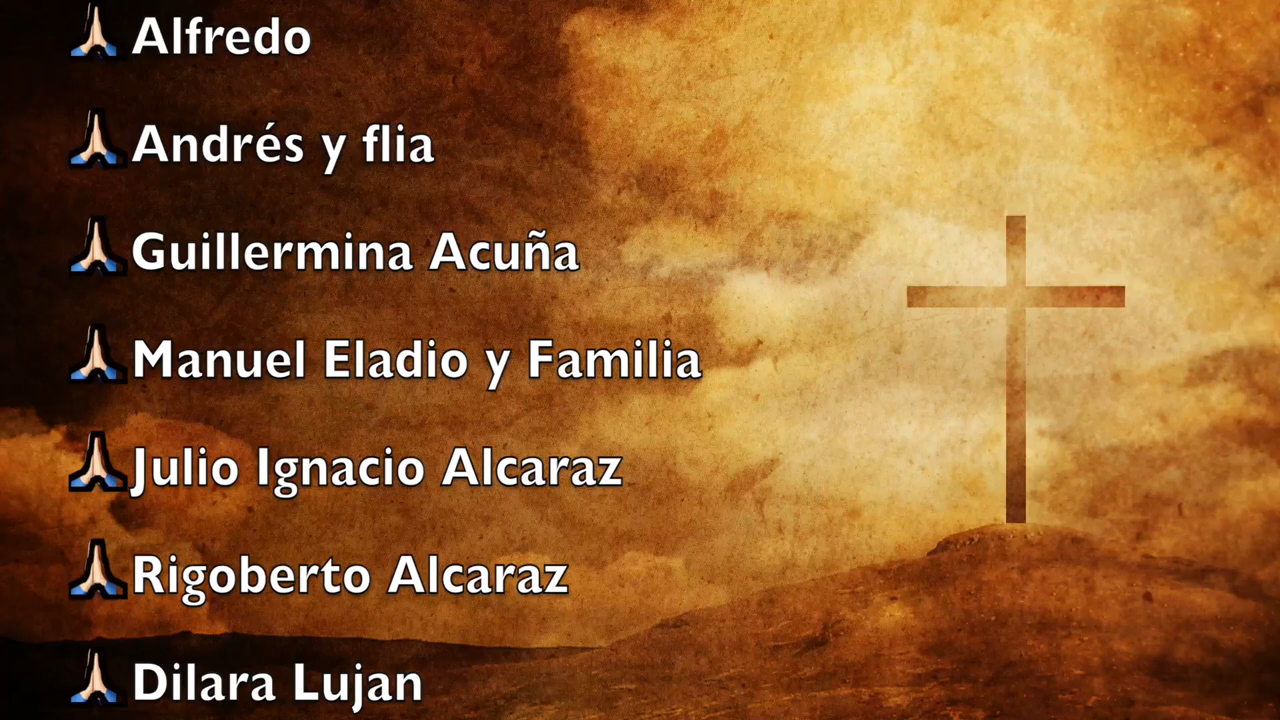 🙏🏻 Alfredo
🙏🏻 Andrés y flia
🙏🏻 Guillermina Acuña
🙏🏻 Manuel Eladio y Familia
🙏🏻 Julio Ignacio Alcaraz
🙏🏻 Rigoberto Alcaraz
🙏🏻 Dilara Lujan